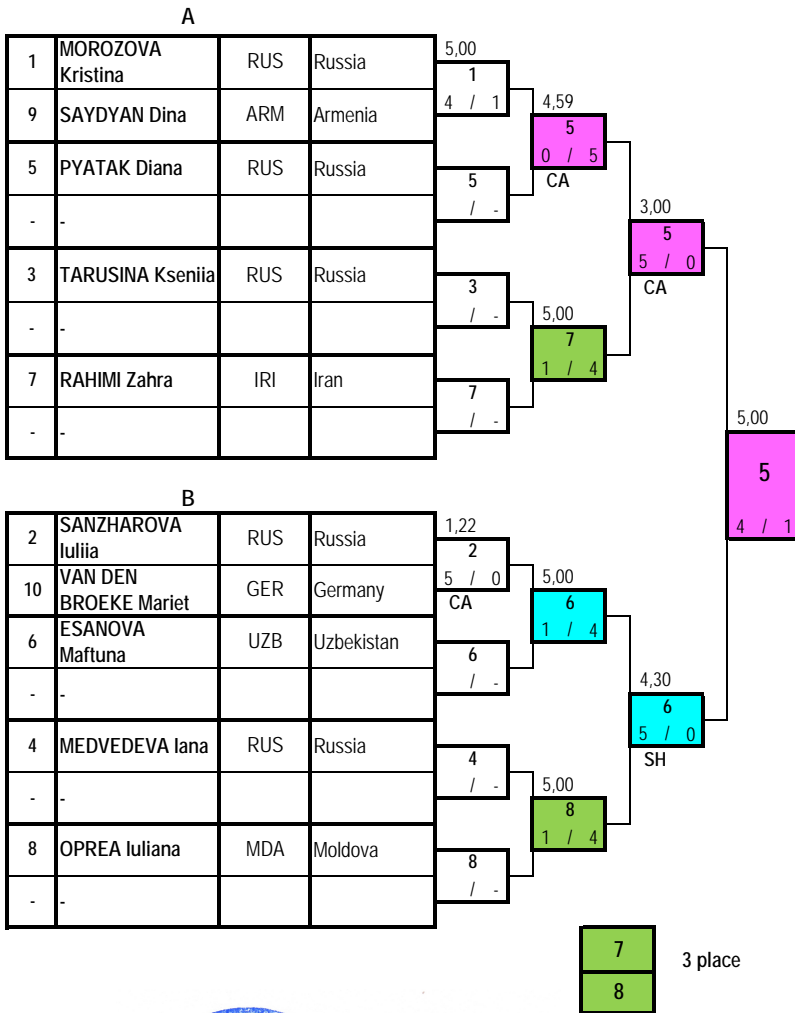 A
1 MOROZOVA Kristina RUS Russia
9 SAYDYAN Dina ARM Armenia
5 PYATAK Diana RUS Russia
- -
3 TARUSINA Kseniia RUS Russia
- -
7 RAHIMI Zahra IRI Iran
- -
5,00
1
4 / 1
5
/ -
3
/ -
7
/ -
4,59
5
0 / 5
CA
5,00
7
1 / 4
3,00
5
5 / 0
CA
5,00
5
4 / 1
B
2 SANZHAROVA Iuliia RUS Russia
10 VAN DEN BROEKE Mariet GER Germany
6 ESANOVA Maftuna UZB Uzbekistan
- -
4 MEDVEDEVA Iana RUS Russia
- -
8 OPREA Iuliana MDA Moldova
- -
1,22
2
5 / 0
CA
6
/ -
4
/ -
8
/ -
5,00
6
1 / 4
5,00
8
1 / 4
4,30
6
5 / 0
SH
7
8
3 place